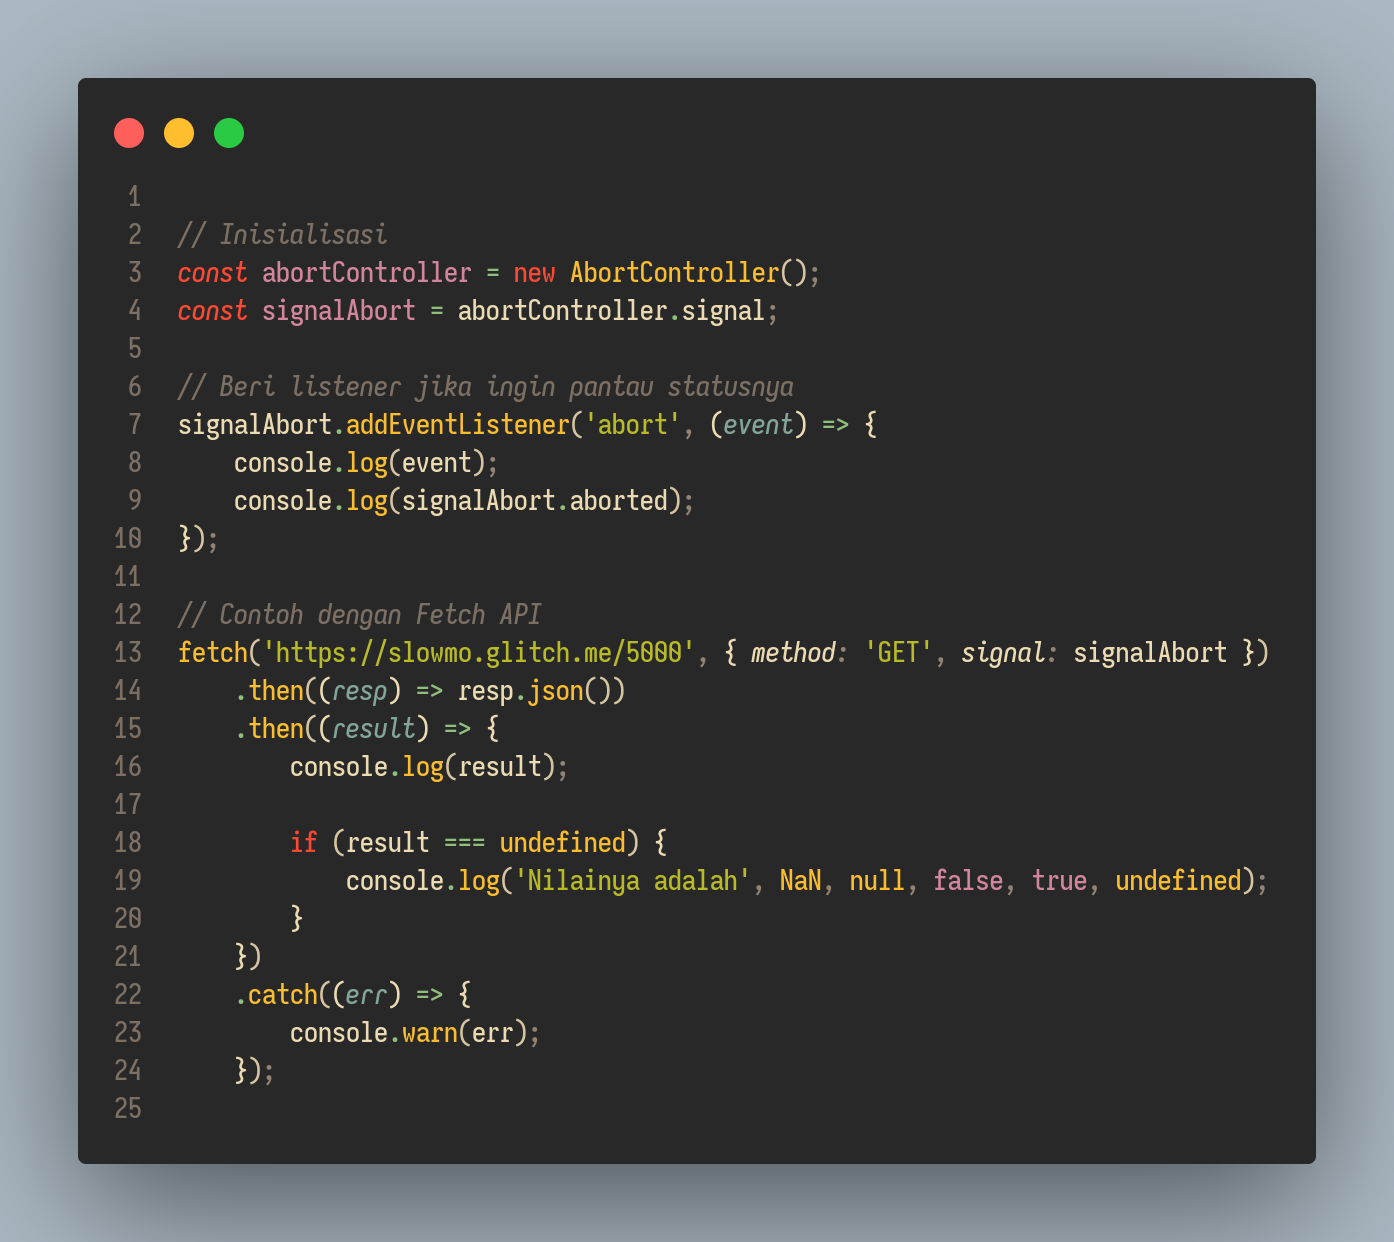 1
2 // Inisialisasi
3 const abortController = new AbortController();
4 const signalAbort = abortController.signal;
5
6 // Beri listener jika ingin pantau statusnya
7 signalAbort.addEventListener('abort', (event) => {
8     console.log(event);
9     console.log(signalAbort.aborted);
10 });
11
12 // Contoh dengan Fetch API
13 fetch('https://slowmo.glitch.me/5000', { method: 'GET', signal: signalAbort })
14     .then((resp) => resp.json())
15     .then((result) => {
16         console.log(result);
17
18         if (result === undefined) {
19             console.log('Nilainya adalah', NaN, null, false, true, undefined);
20         }
21     })
22     .catch((err) => {
23         console.warn(err);
24     });
25